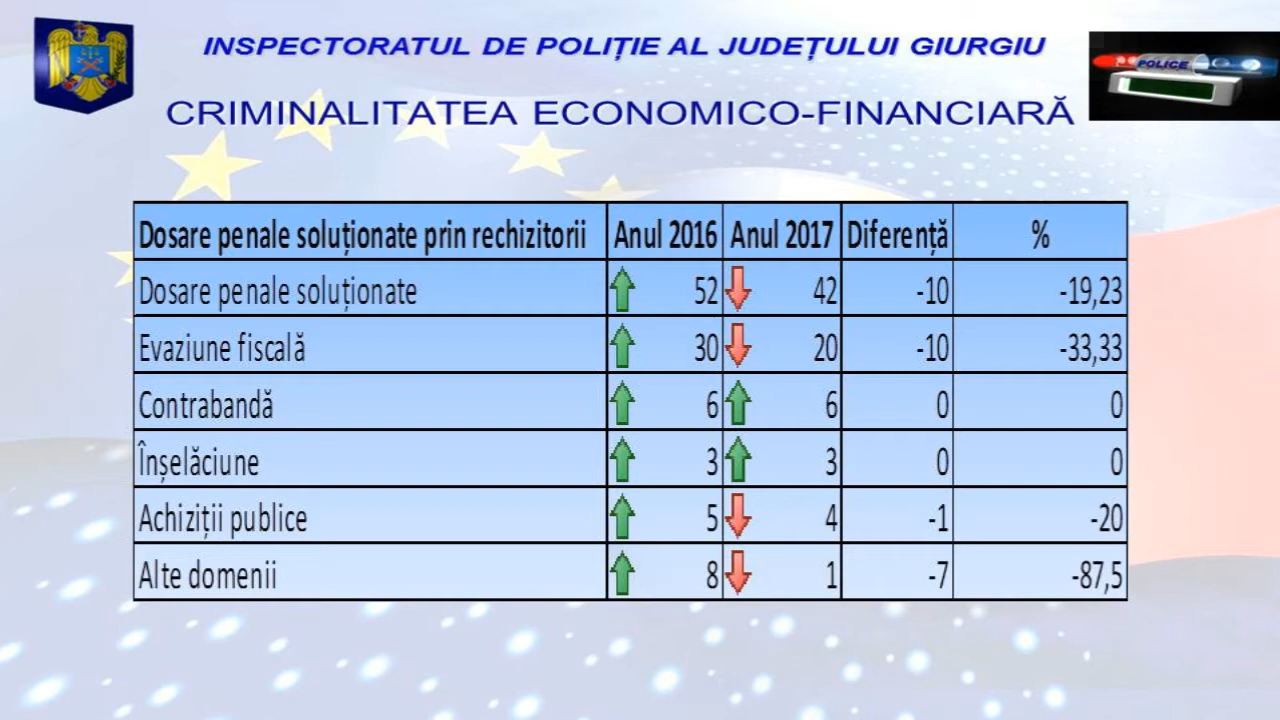 INSPECTORATUL DE POLIȚIE AL JUDEȚULUI GIURGIU
POLICE
CRIMINALITATEA ECONOMICO-FINANCIARĂ
Dosare penale soluționate prin rechizitorii Anul 2016 Anul 2017 Diferență %
Dosare penale soluționate 52 42 -10 -19,23
Evaziune fiscală 30 20 -10 -33,33
Contrabandă 6 6 0 0
Înșelăciune 3 3 0 0
Achiziții publice 5 4 -1 -20
Alte domenii 8 1 -7 -87,5